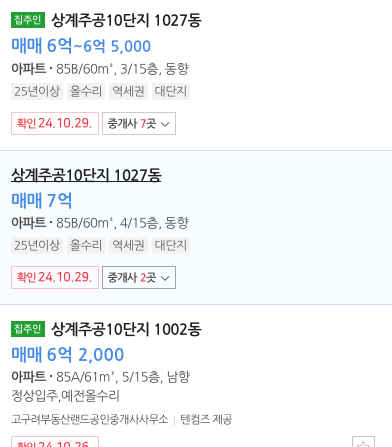 집주인 상계주공10단지 1027동
매매 6억~6억 5,000
아파트 · 85B/60m², 3/15층, 동향
25년이상 올수리 역세권 대단지
확인 24.10.29. 중개사 7곳
상계주공10단지 1027동
매매 7억
아파트 · 85B/60m², 4/15층, 동향
25년이상 올수리 역세권 대단지
확인 24.10.29. 중개사 2곳
집주인 상계주공10단지 1002동
매매 6억 2,000
아파트 · 85A/61m², 5/15층, 남향
정상입주,예전올수리
고구려부동산랜드공인중개사사무소 | 텐컴즈 제공
확인 24.10.26.